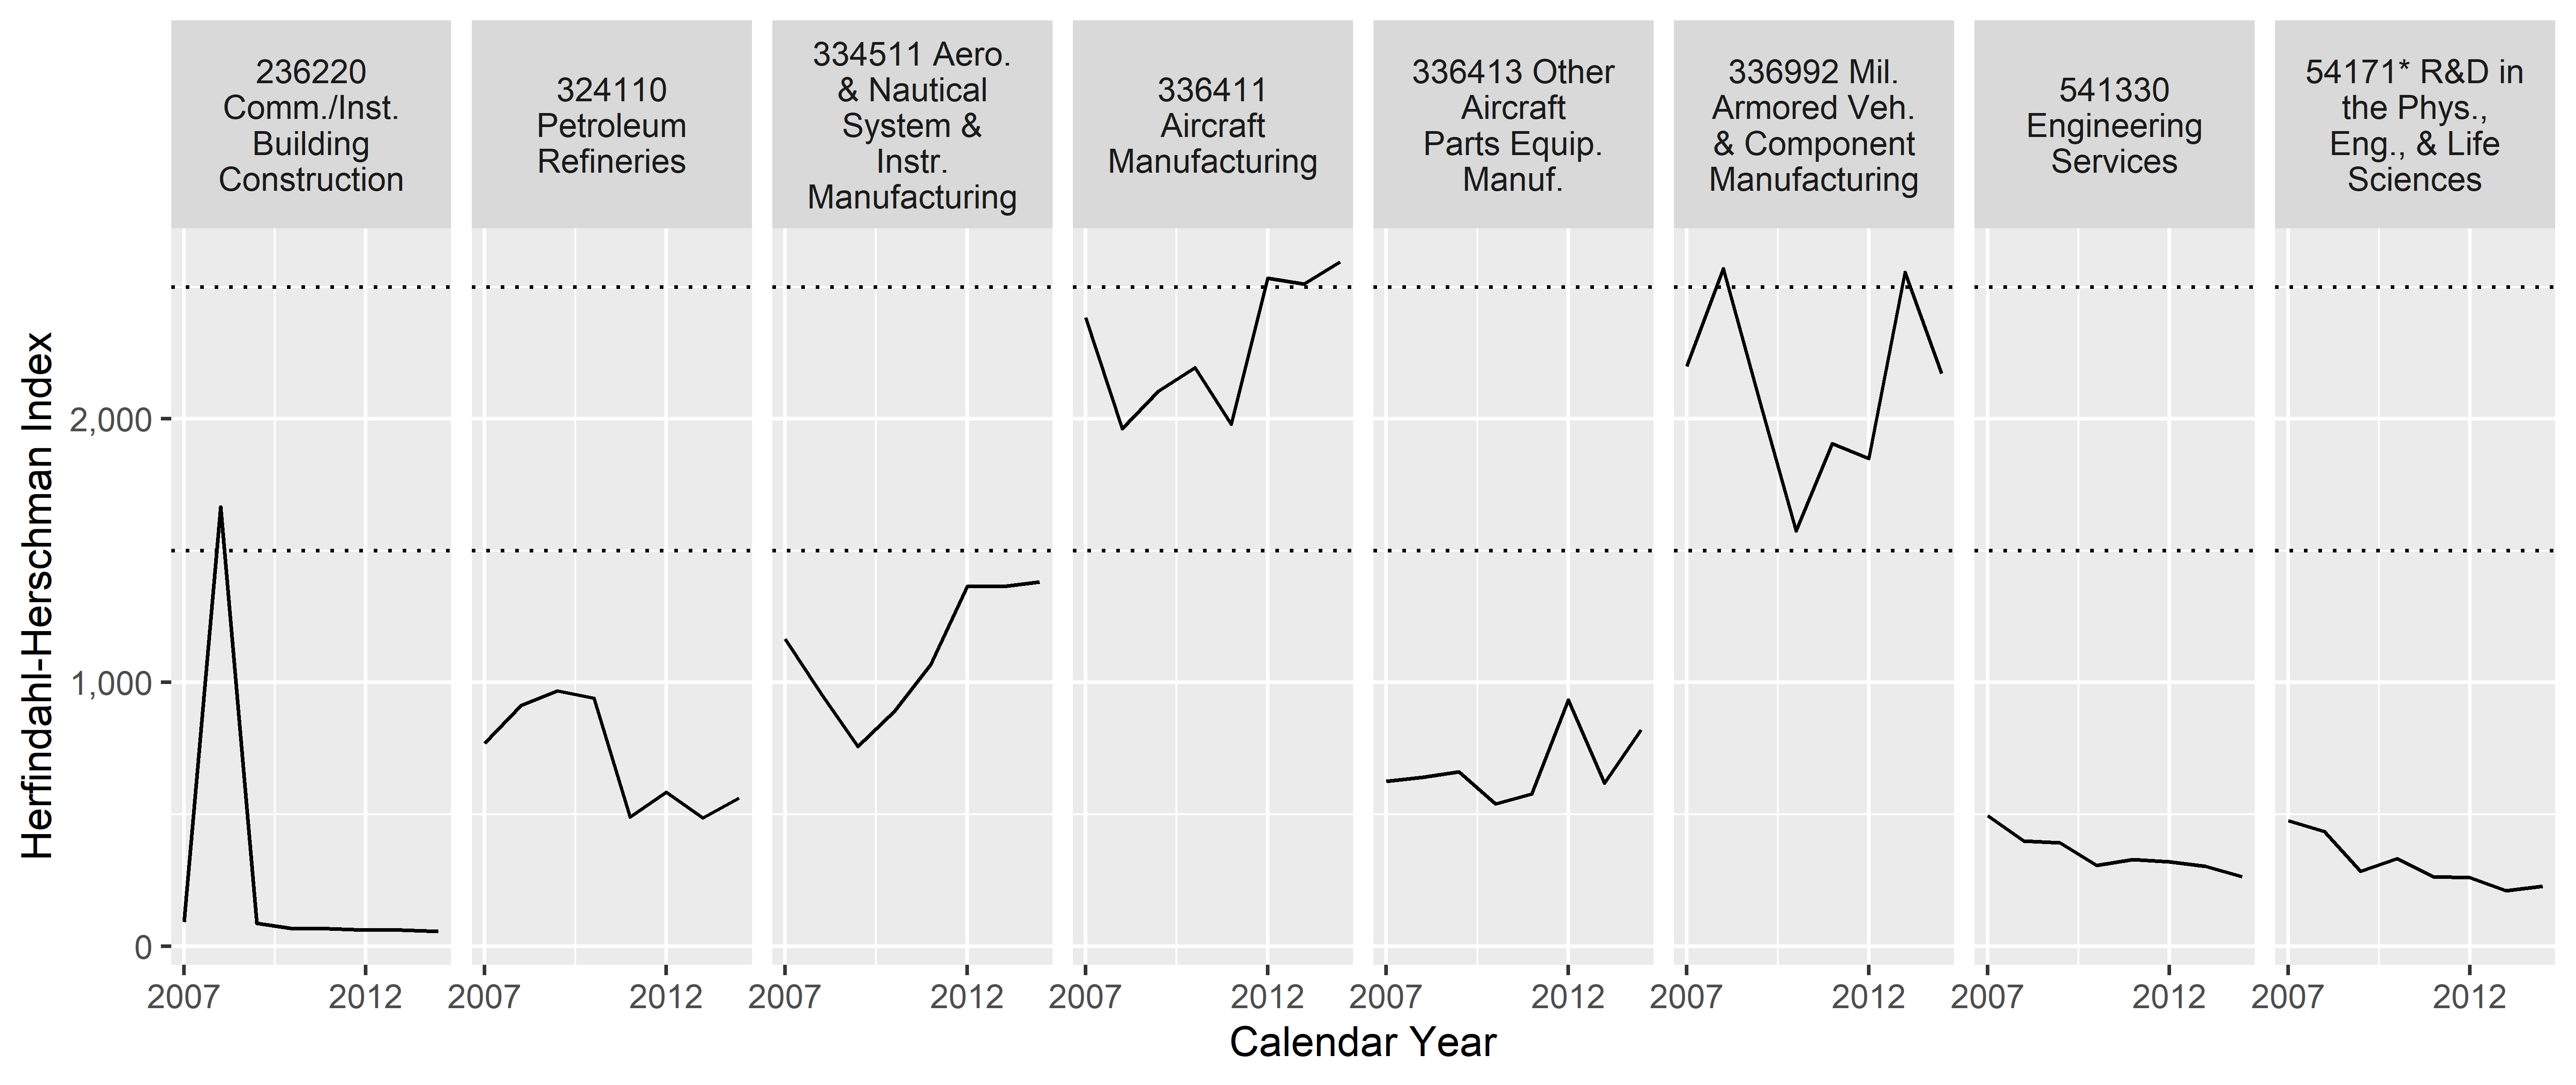 236220
Comm./Inst.
Building
Construction
324110
Petroleum
Refineries
334511 Aero.
& Nautical
System &
Instr.
Manufacturing
336411
Aircraft
Manufacturing
336413 Other
Aircraft
Parts Equip.
Manuf.
336992 Mil.
Armored Veh.
& Component
Manufacturing
541330
Engineering
Services
54171* R&D in
the Phys.,
Eng., & Life
Sciences
Herfindahl-Herschman Index
2,000
1,000
0
2007 2012 2007 2012 2007 2012 2007 2012 2007 2012 2007 2012 2007 2012 2007 2012
Calendar Year